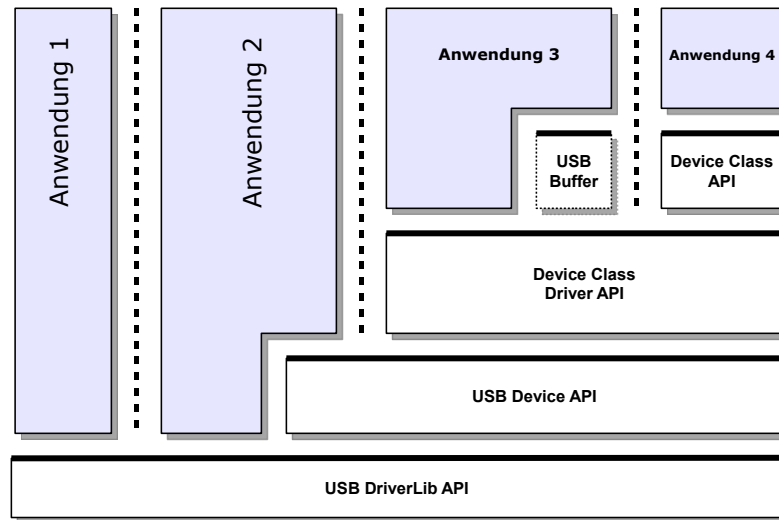 Anwendung 1
Anwendung 2
Anwendung 3
Anwendung 4
USB
Buffer
Device Class
API
Device Class
Driver API
USB Device API
USB DriverLib API